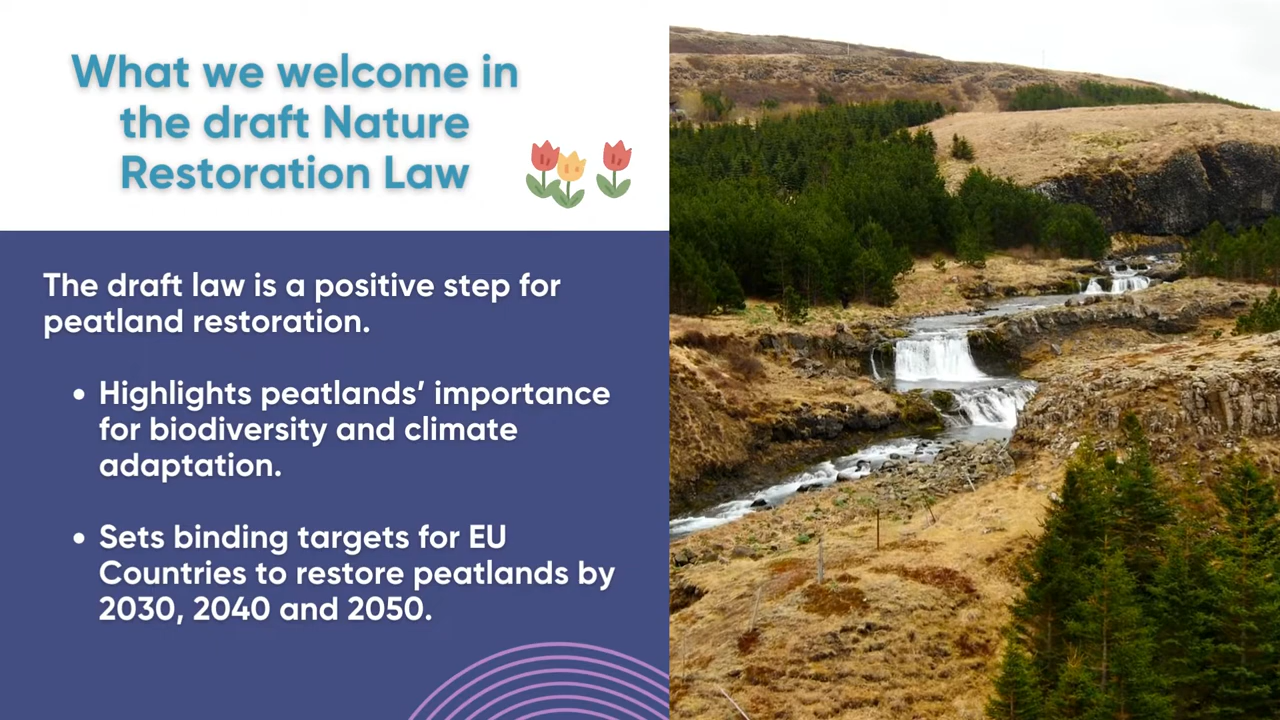 What we welcome in
the draft Nature
Restoration Law
The draft law is a positive step for
peatland restoration.
• Highlights peatlands’ importance
for biodiversity and climate
adaptation.
• Sets binding targets for EU
Countries to restore peatlands by
2030, 2040 and 2050.